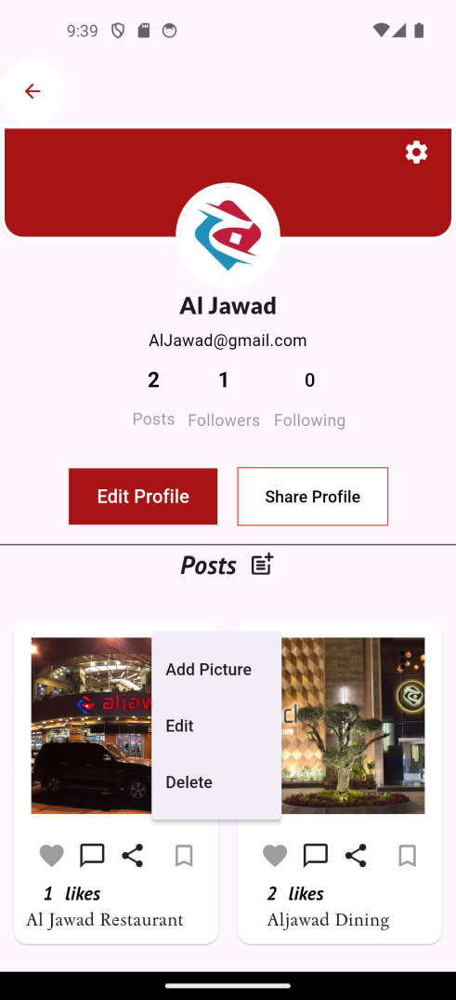 9:39
Al Jawad
AlJawad@gmail.com
2 1 0
Posts Followers Following
Edit Profile Share Profile
Posts
aljaw
Add Picture
Edit
Delete
1 likes
Al Jawad Restaurant
2 likes
Aljawad Dining